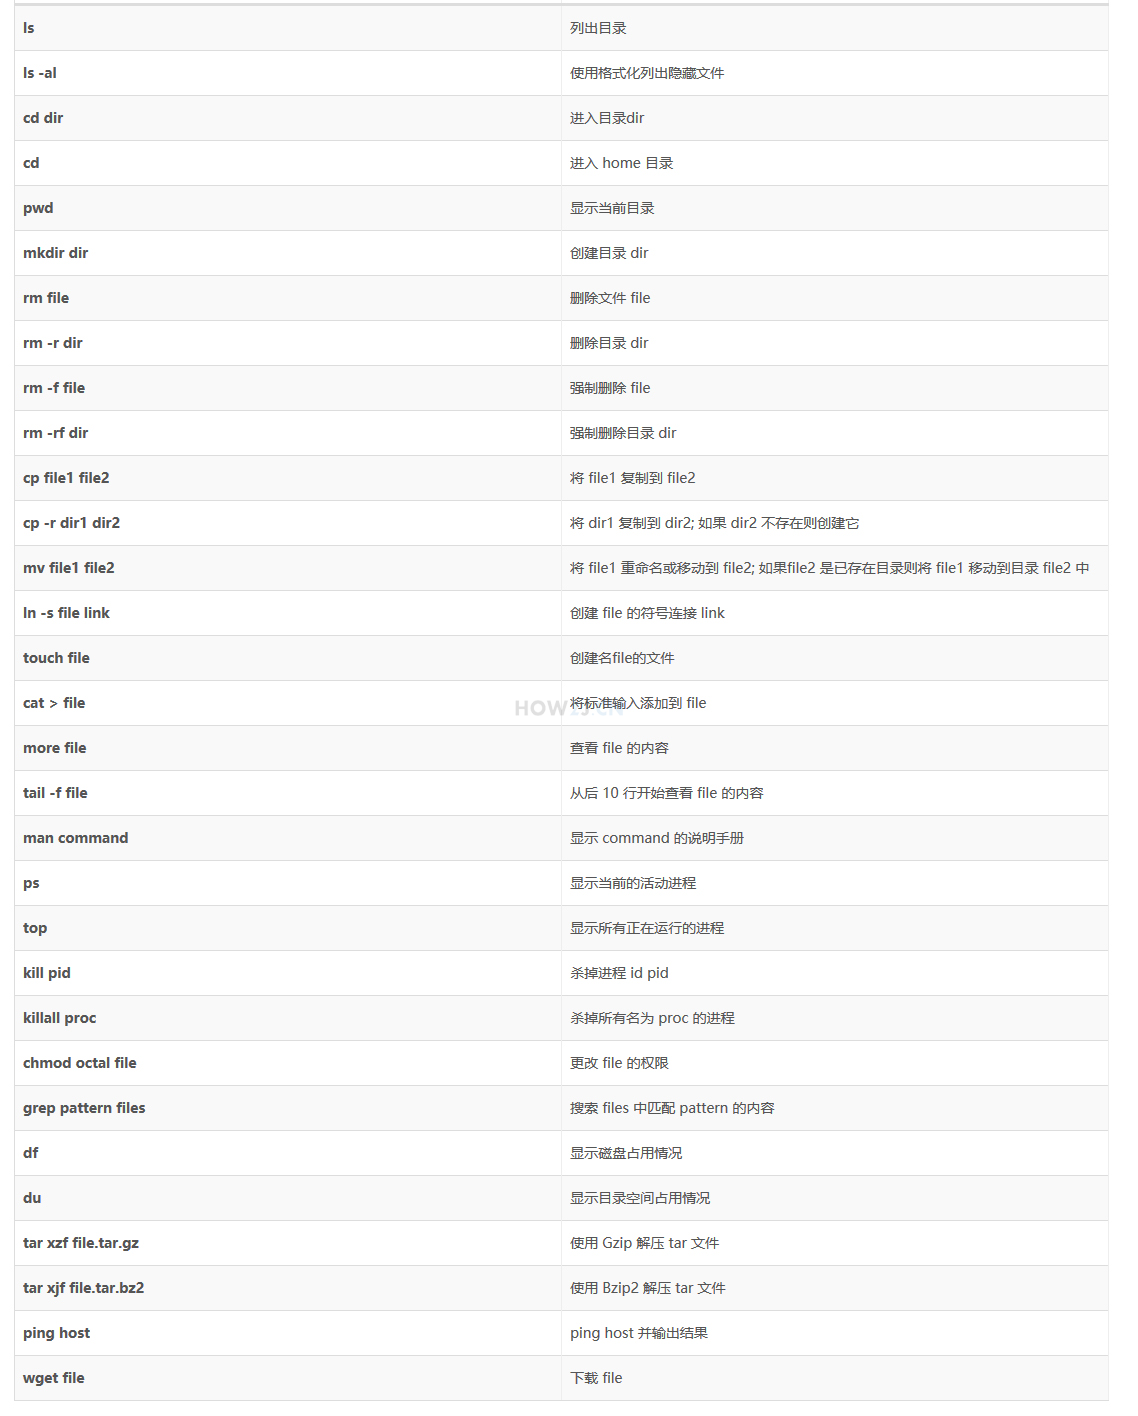 ls 列出目录
ls -al 使用格式化列出隐藏文件
cd dir 进入目录dir
cd 进入 home 目录
pwd 显示当前目录
mkdir dir 创建目录 dir
rm file 删除文件 file
rm -r dir 删除目录 dir
rm -f file 强制删除 file
rm -rf dir 强制删除目录 dir
cp file1 file2 将 file1 复制到 file2
cp -r dir1 dir2 将 dir1 复制到 dir2; 如果 dir2 不存在则创建它
mv file1 file2 将 file1 重命名或移动到 file2; 如果file2 是已存在目录则将 file1 移动到目录 file2 中
ln -s file link 创建 file 的符号连接 link
touch file 创建名file的文件
cat > file 将标准输入添加到 file
more file 查看 file 的内容
tail -f file 从后 10 行开始查看 file 的内容
man command 显示 command 的说明手册
ps 显示当前的活动进程
top 显示所有正在运行的进程
kill pid 杀掉进程 id pid
killall proc 杀掉所有名为 proc 的进程
chmod octal file 更改 file 的权限
grep pattern files 搜索 files 中匹配 pattern 的内容
df 显示磁盘占用情况
du 显示目录空间占用情况
tar xzf file.tar.gz 使用 Gzip 解压 tar 文件
tar xjf file.tar.bz2 使用 Bzip2 解压 tar 文件
ping host ping host 并输出结果
wget file 下载 file